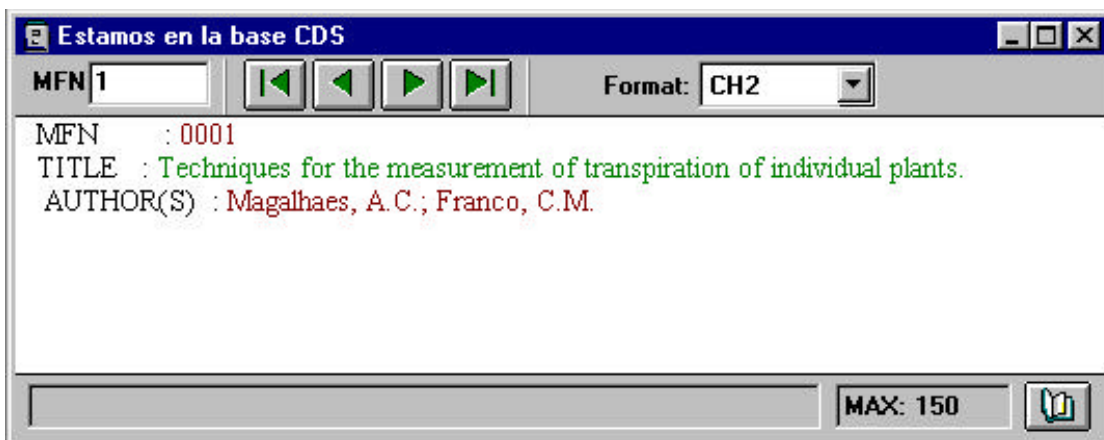 Estamos en la base CDS
MFN 1 Format: CH2
MFN : 0001
TITLE : Techniques for the measurement of transpiration of individual plants.
AUTHOR(S) : Magalhaes, A.C.; Franco, C.M.
MAX: 150